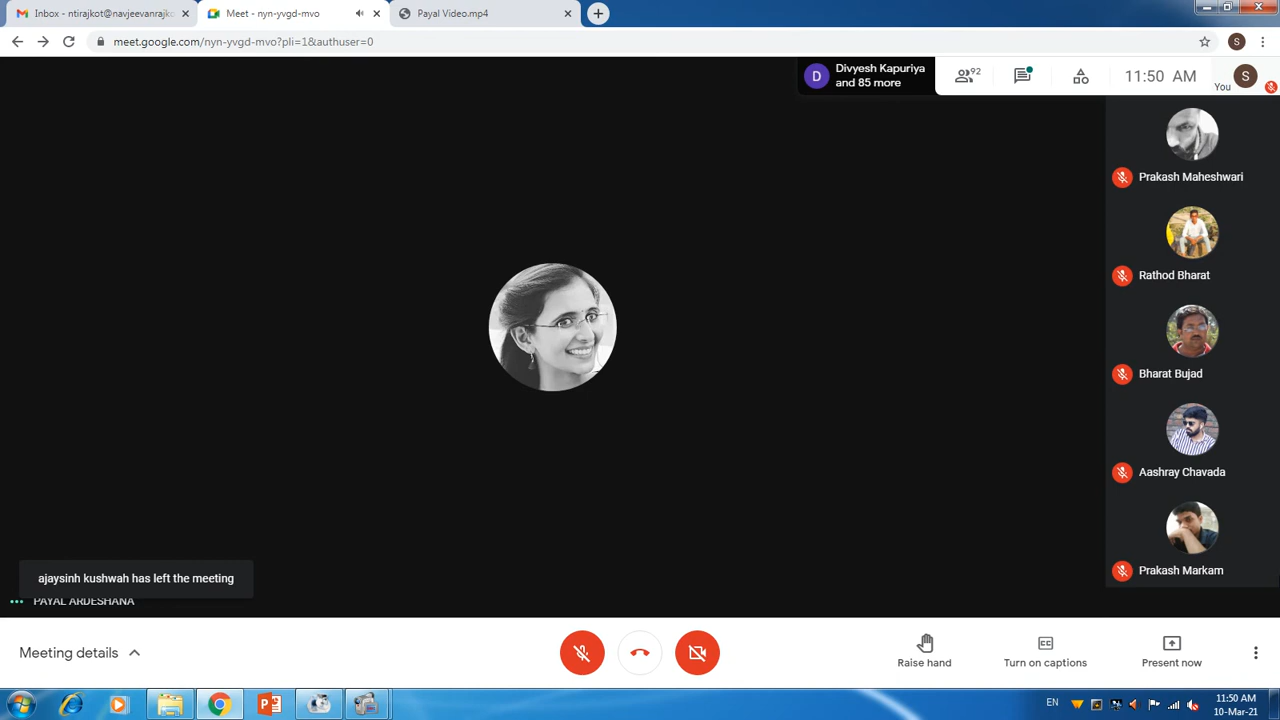 Inbox - ntirajkot@navjeevanrajko
Meet - nyn-yvgd-mvo
Payal Video.mp4
meet.google.com/nyn-yvgd-mvo?pli=1&authuser=0
S
D
Divyesh Kapuriya
and 85 more
92
11:50 AM
You
S
Prakash Maheshwari
Rathod Bharat
Bharat Bujad
Aashray Chavada
Prakash Markam
ajaysinh kushwah has left the meeting
PAYAL ARDESHANA
Meeting details
Raise hand
CC
Turn on captions
Present now
EN
11:50 AM
10-Mar-21